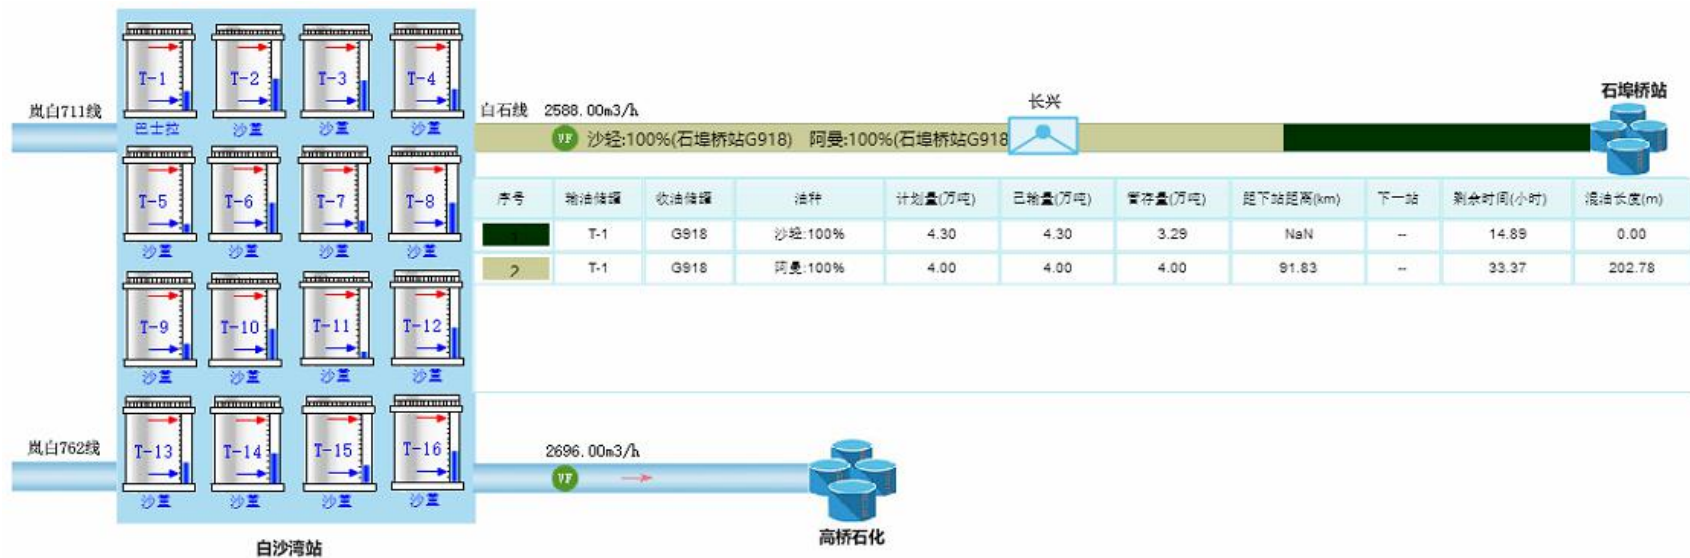 T-1 T-2 T-3 T-4
巴士拉 沙重 沙重 沙重
T-5 T-6 T-7 T-8
沙重 沙重 沙重 沙重
T-9 T-10 T-11 T-12
沙重 沙重 沙重 沙重
T-13 T-14 T-15 T-16
沙重 沙重 沙重 沙重
岚白711线
岚白762线
白沙湾站
白石线 2588.00m3/h
长兴
石埠桥站
VF 沙轻:100%(石埠桥站G918) 阿曼:100%(石埠桥站G918
序号 输油储罐 收油储罐 油种 计划量(万吨) 已输量(万吨) 管存量(万吨) 距下站距离(km) 下一站 剩余时间(小时) 混油长度(m)
T-1 G918 沙轻:100% 4.30 4.30 3.29 NaN -- 14.89 0.00
2 T-1 G918 阿曼:100% 4.00 4.00 4.00 91.83 -- 33.37 202.78
2696.00m3/h
VF
高桥石化